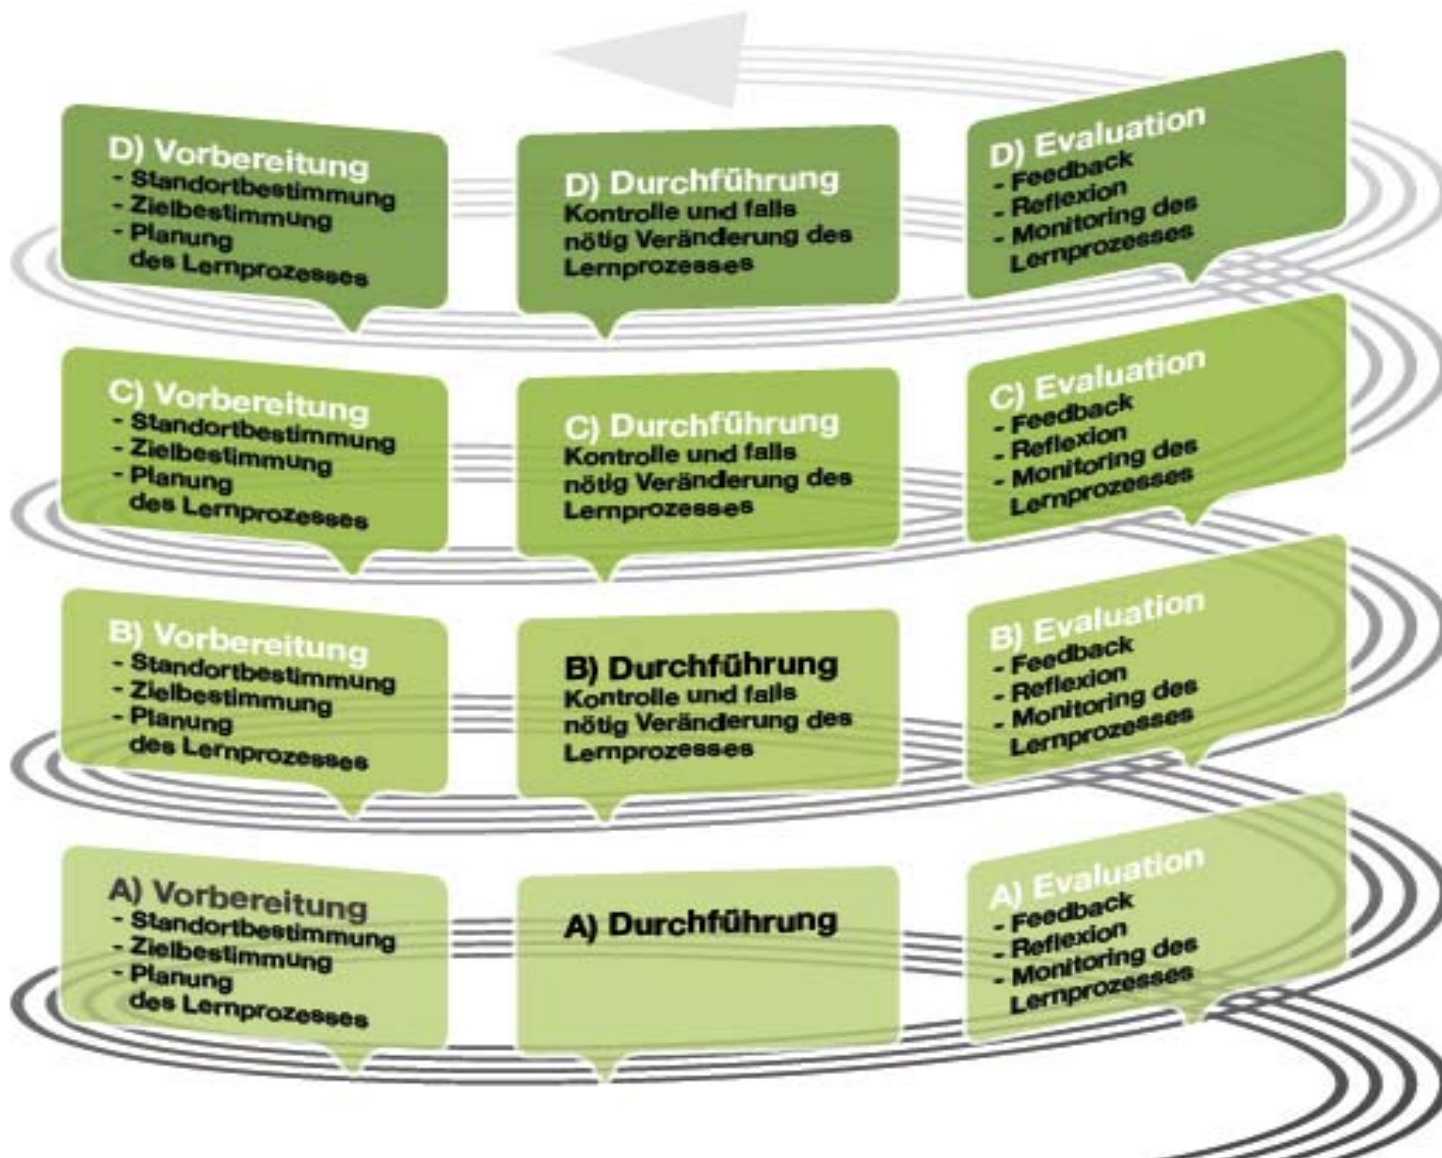 D) Vorbereitung
- Standortbestimmung
- Zielbestimmung
- Planung
des Lernprozesses
D) Durchführung
Kontrolle und falls
nötig Veränderung des
Lernprozesses
D) Evaluation
- Feedback
- Reflexion
- Monitoring des
Lernprozesses
C) Vorbereitung
- Standortbestimmung
- Zielbestimmung
- Planung
des Lernprozesses
C) Durchführung
Kontrolle und falls
nötig Veränderung des
Lernprozesses
C) Evaluation
- Feedback
- Reflexion
- Monitoring des
Lernprozesses
B) Vorbereitung
- Standortbestimmung
- Zielbestimmung
- Planung
des Lernprozesses
B) Durchführung
Kontrolle und falls
nötig Veränderung des
Lernprozesses
B) Evaluation
- Feedback
- Reflexion
- Monitoring des
Lernprozesses
A) Vorbereitung
- Standortbestimmung
- Zielbestimmung
- Planung
des Lernprozesses
A) Durchführung
A) Evaluation
- Feedback
- Reflexion
- Monitoring des
Lernprozesses